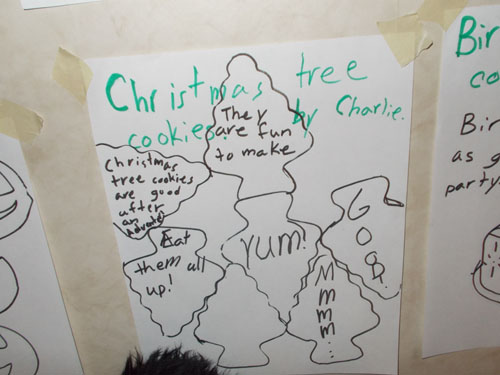 Christmas tree
cookies! by Charlie.
They
are fun
to make
Christmas
tree cookies
are good
after
an
Eat
them all
up!
Yum!
GOOD
Mmmm...
Bir
co
Bir
as g
party